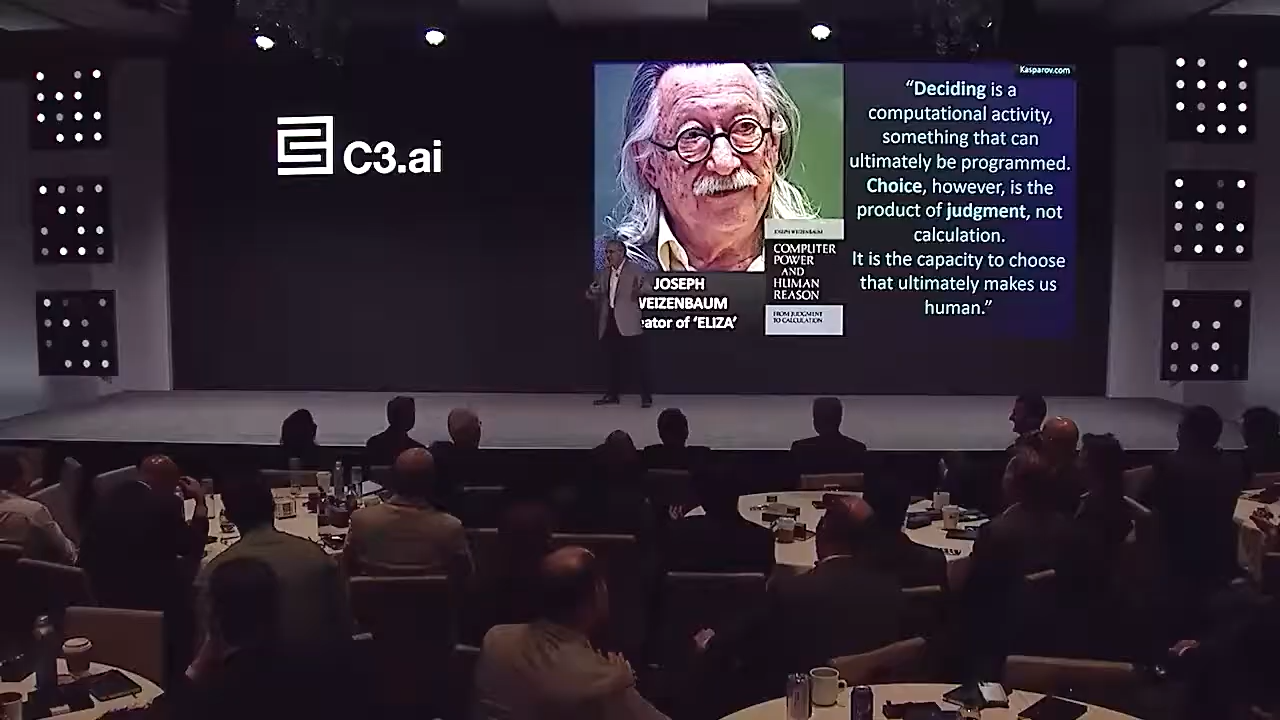 C3.ai
Kasparov.com
"Deciding is a
computational activity,
something that can
ultimately be programmed.
Choice, however, is the
product of judgment, not
calculation.
It is the capacity to choose
that ultimately makes us
human."
JOSEPH WEIZENBAUM
COMPUTER
POWER
AND
HUMAN
REASON
FROM JUDGMENT
TO CALCULATION
JOSEPH
WEIZENBAUM
ator of 'ELIZA'